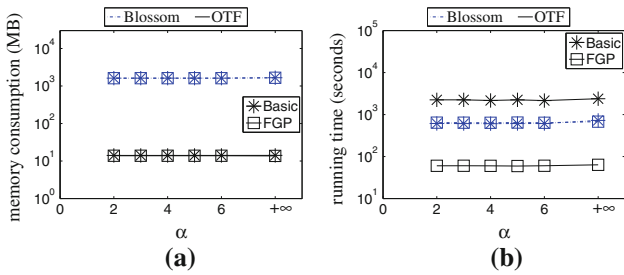 Blossom OTF
memory consumption (MB)
10^4
10^3
10^2
10^1
10^0
Basic
FGP
0 2 4 6 +∞
α
(a)
Blossom OTF
running time (seconds)
10^5
10^4
10^3
10^2
10^1
Basic
FGP
0 2 4 6 +∞
α
(b)